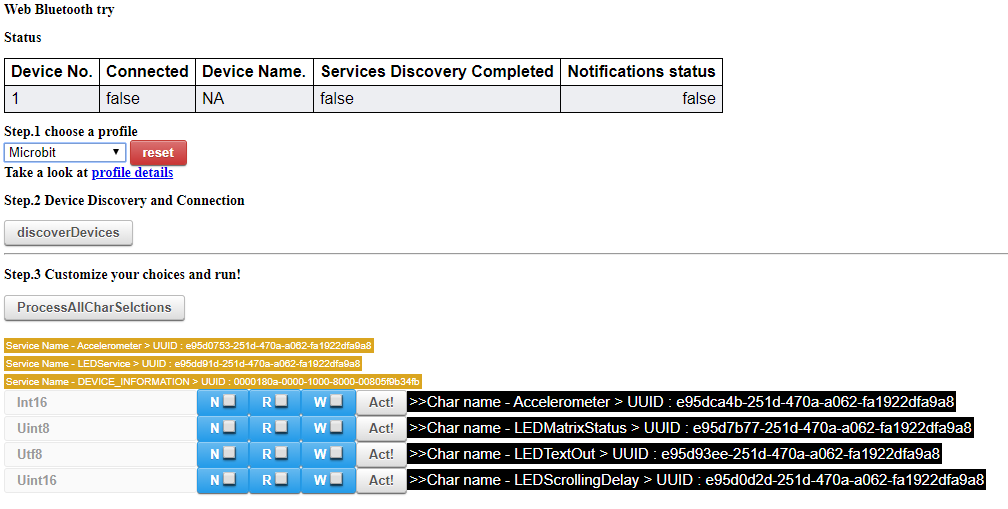 Web Bluetooth try
Status
Device No. Connected Device Name. Services Discovery Completed Notifications status
1 false NA false false
Step.1 choose a profile
Microbit reset
Take a look at profile details
Step.2 Device Discovery and Connection
discoverDevices
Step.3 Customize your choices and run!
ProcessAllCharSelctions
Service Name - Accelerometer > UUID : e95d0753-251d-470a-a062-fa1922dfa9a8
Service Name - LEDService > UUID : e95dd91d-251d-470a-a062-fa1922dfa9a8
Service Name - DEVICE_INFORMATION > UUID : 0000180a-0000-1000-8000-00805f9b34fb
Int16 N R W Act! >>Char name - Accelerometer > UUID : e95dca4b-251d-470a-a062-fa1922dfa9a8
Uint8 N R W Act! >>Char name - LEDMatrixStatus > UUID : e95d7b77-251d-470a-a062-fa1922dfa9a8
Utf8 N R W Act! >>Char name - LEDTextOut > UUID : e95d93ee-251d-470a-a062-fa1922dfa9a8
Uint16 N R W Act! >>Char name - LEDScrollingDelay > UUID : e95d0d2d-251d-470a-a062-fa1922dfa9a8